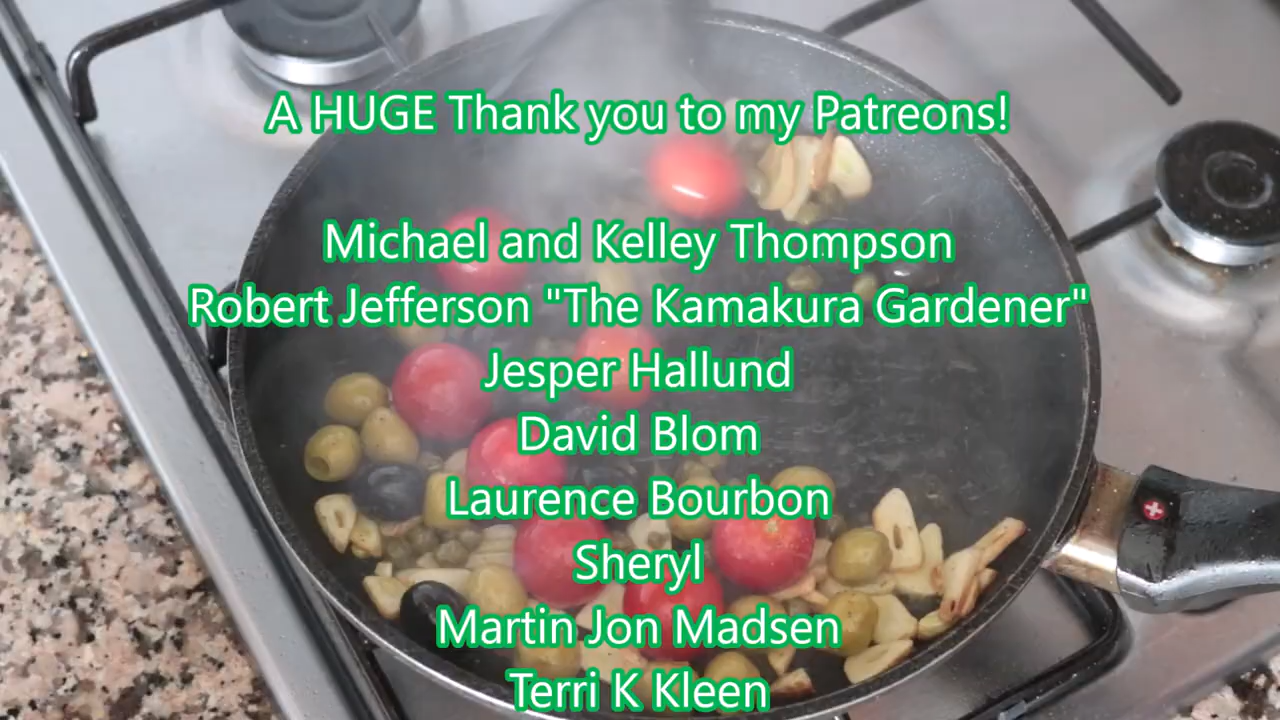 A HUGE Thank you to my Patreons!
Michael and Kelley Thompson
Robert Jefferson "The Kamakura Gardener"
Jesper Hallund
David Blom
Laurence Bourbon
Sheryl
Martin Jon Madsen
Terri K Kleen